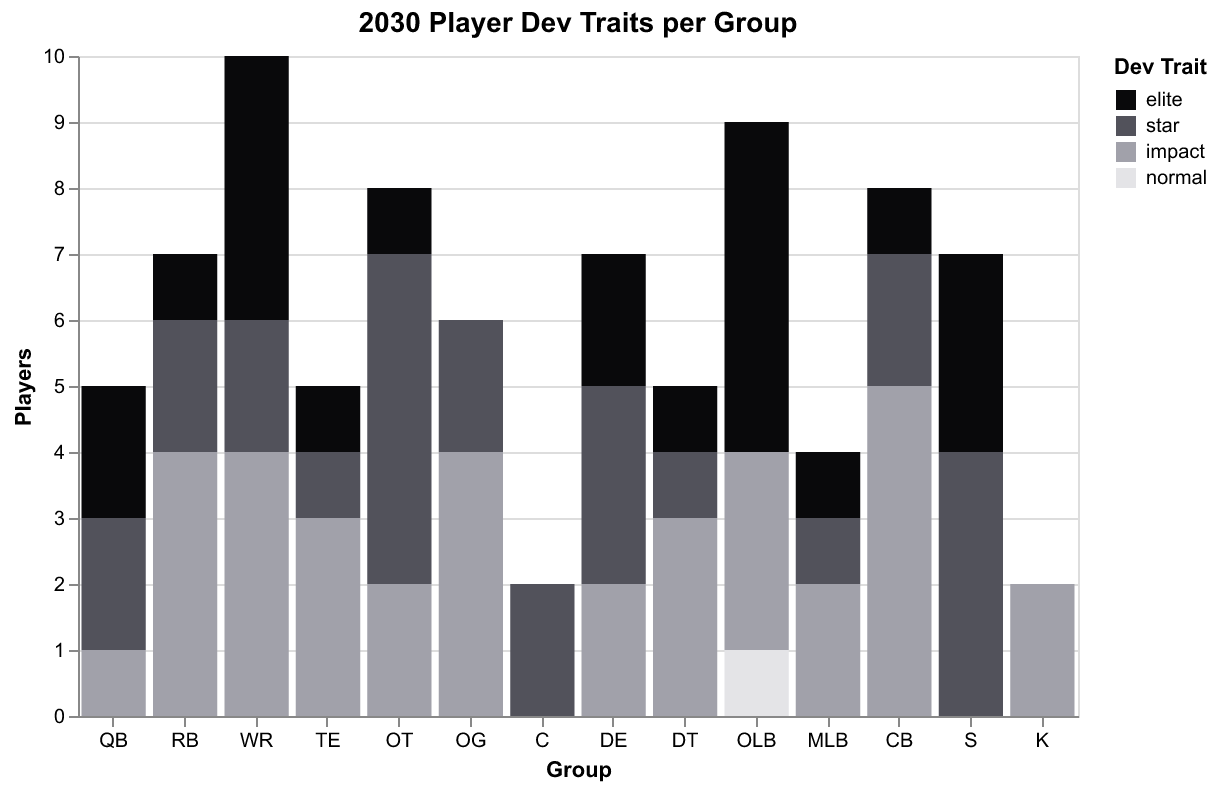 2030 Player Dev Traits per Group
Dev Trait
elite
star
impact
normal
Players
10
9
8
7
6
5
4
3
2
1
0
QB RB WR TE OT OG C DE DT OLB MLB CB S K
Group